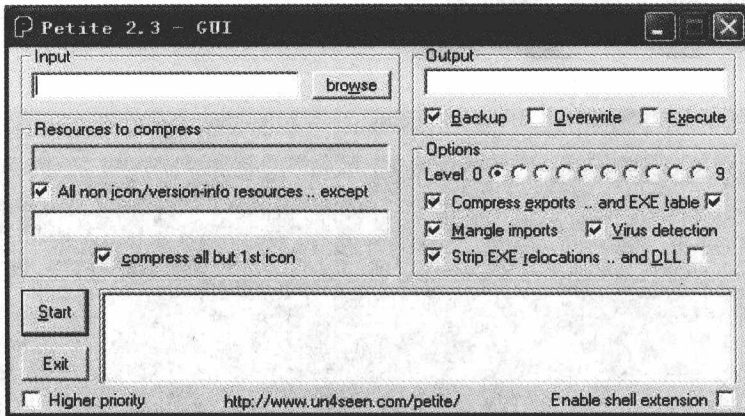 Petite 2.3 - GUI
Input
browse
Output
Backup Overwrite Execute
Resources to compress
All non icon/version-info resources .. except
compress all but 1st icon
Options
Level 0 9
Compress exports .. and EXE table
Mangle imports Virus detection
Strip EXE relocations .. and DLL
Start
Exit
Higher priority
http://www.un4seen.com/petite/
Enable shell extension